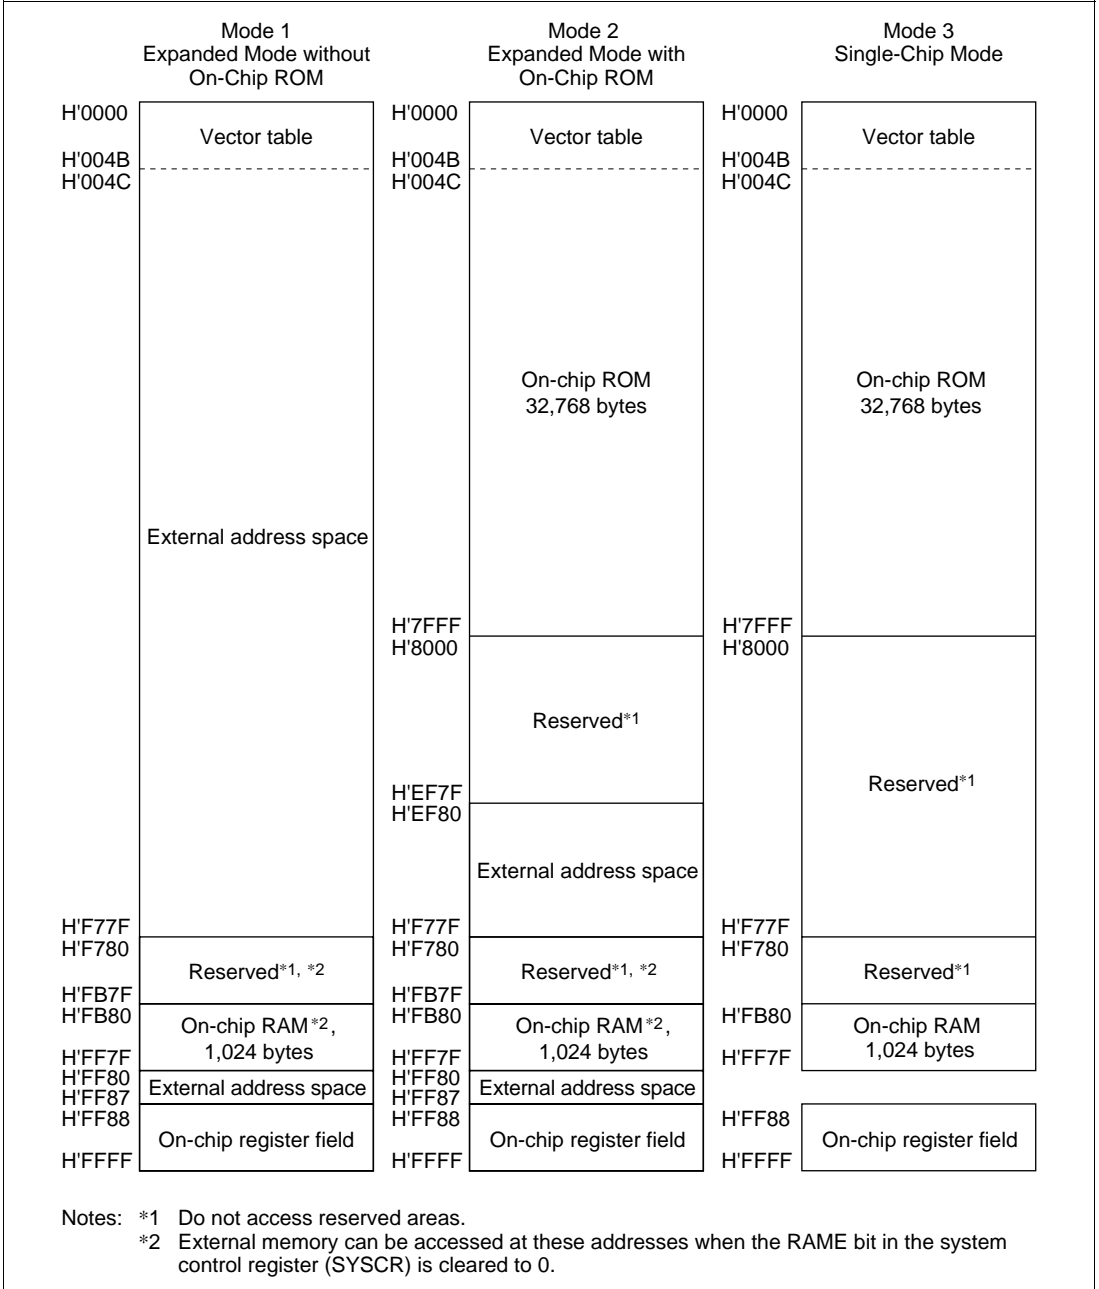 Mode 1
Expanded Mode without
On-Chip ROM
H'0000
Vector table
H'004B
H'004C
External address space
H'F77F
H'F780
Reserved*1, *2
H'FB7F
H'FB80
On-chip RAM*2,
1,024 bytes
H'FF7F
H'FF80
External address space
H'FF87
H'FF88
On-chip register field
H'FFFF
Mode 2
Expanded Mode with
On-Chip ROM
H'0000
Vector table
H'004B
H'004C
On-chip ROM
32,768 bytes
H'7FFF
H'8000
Reserved*1
H'EF7F
H'EF80
External address space
H'F77F
H'F780
Reserved*1, *2
H'FB7F
H'FB80
On-chip RAM*2,
1,024 bytes
H'FF7F
H'FF80
External address space
H'FF87
H'FF88
On-chip register field
H'FFFF
Mode 3
Single-Chip Mode
H'0000
Vector table
H'004B
H'004C
On-chip ROM
32,768 bytes
H'7FFF
H'8000
Reserved*1
H'F77F
H'F780
Reserved*1
H'FB80
On-chip RAM
1,024 bytes
H'FF7F
H'FF88
On-chip register field
H'FFFF
Notes: *1 Do not access reserved areas.
*2 External memory can be accessed at these addresses when the RAME bit in the system
control register (SYSCR) is cleared to 0.